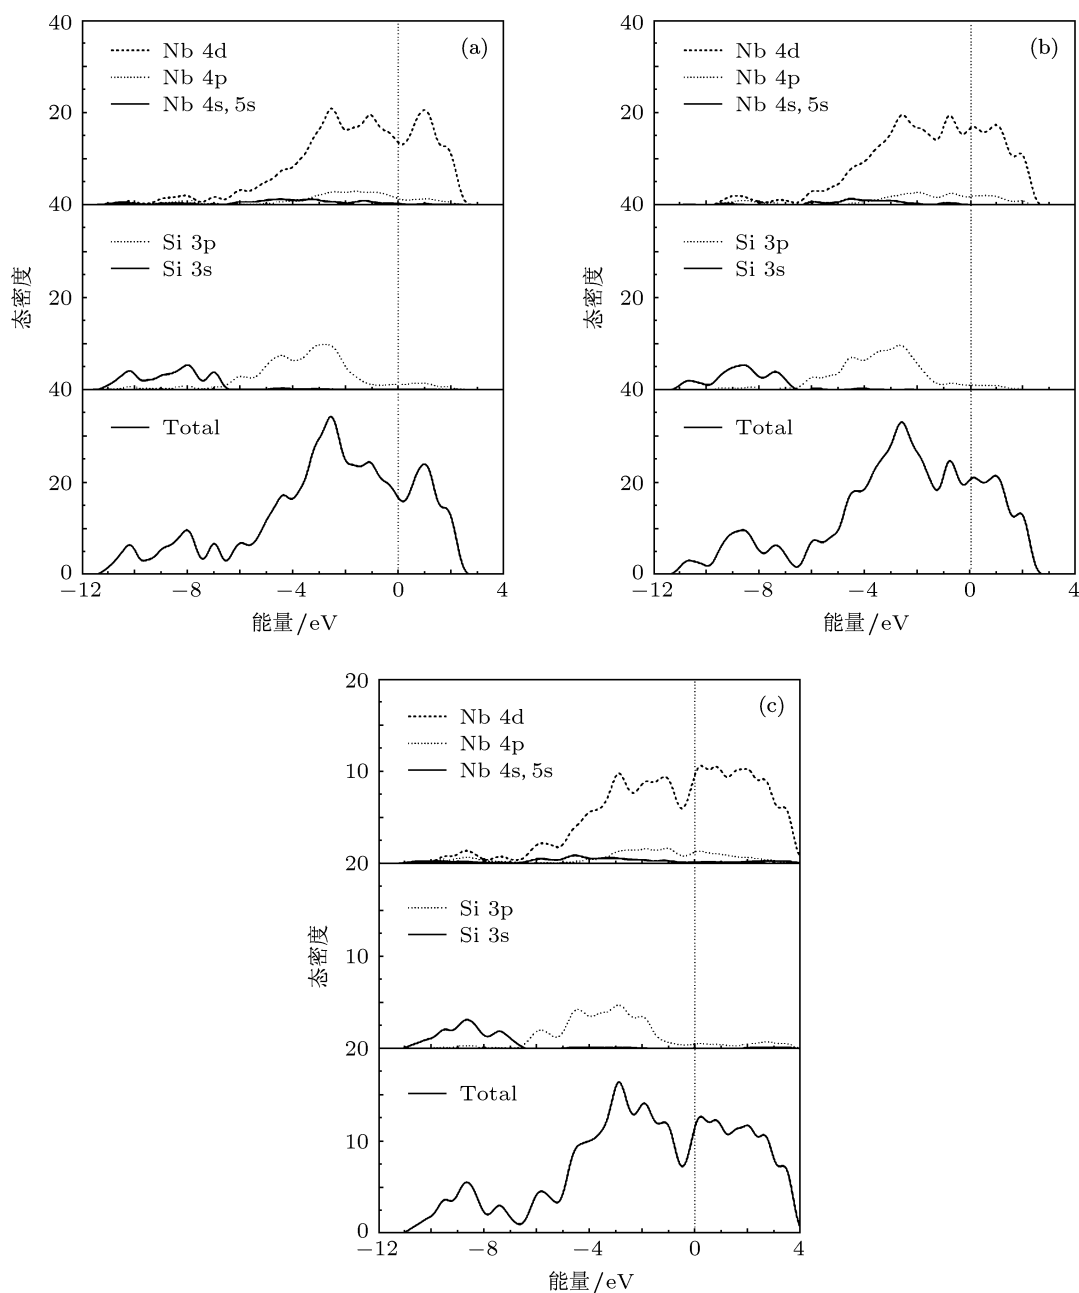 40
(a)
Nb 4d
Nb 4p
20
Nb 4s, 5s
40
Si 3p
Si 3s
20
态密度
40
Total
20
0
−12
−8
−4
0
4
能量/eV
40
(b)
Nb 4d
Nb 4p
20
Nb 4s, 5s
40
Si 3p
Si 3s
20
态密度
40
Total
20
0
−12
−8
−4
0
4
能量/eV
20
(c)
Nb 4d
Nb 4p
10
Nb 4s, 5s
20
Si 3p
Si 3s
10
态密度
20
Total
10
0
−12
−8
−4
0
4
能量/eV